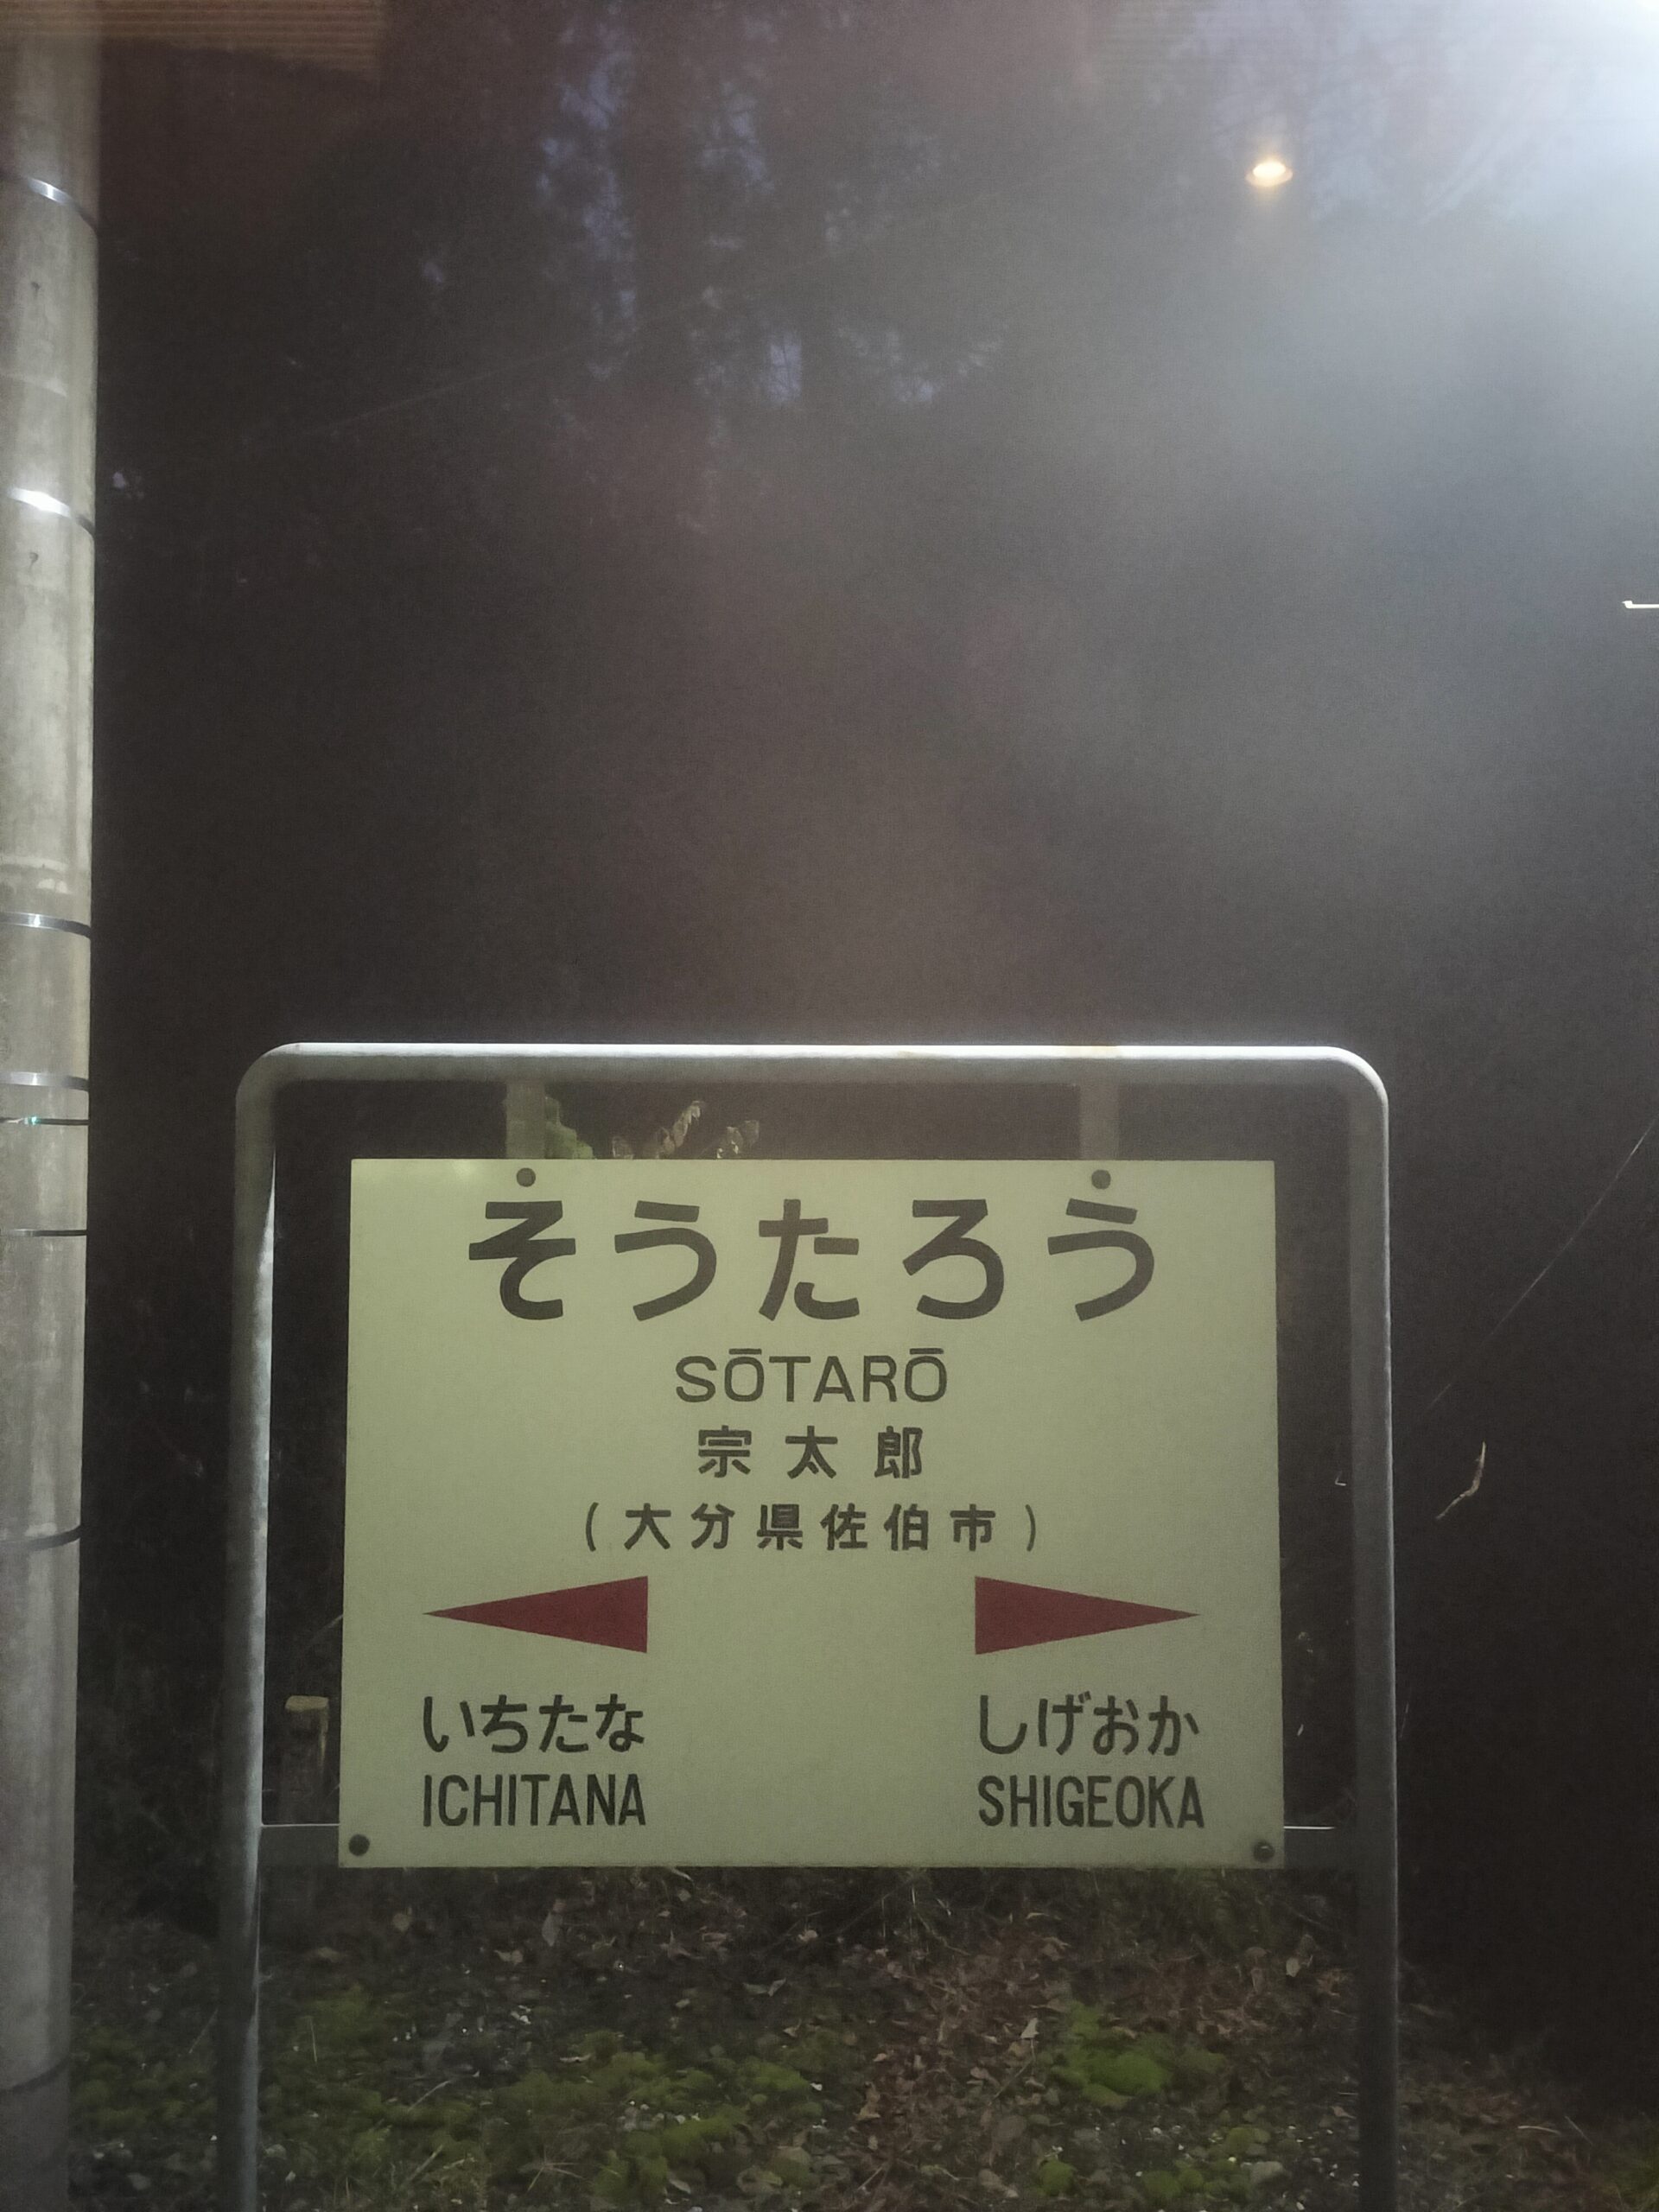 そうたろう
SŌTARŌ
宗太郎
(大分県佐伯市)
いちたな しげおか
ICHITANA SHIGEOKA